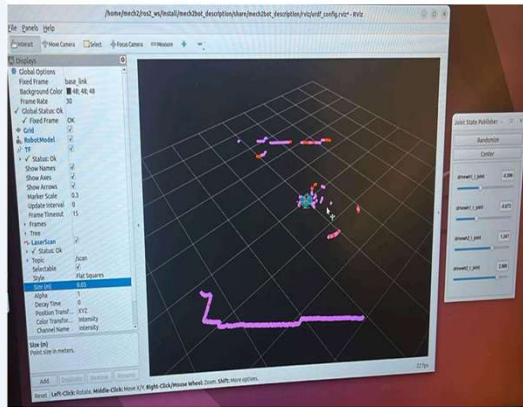 /home/mech2/ros2_ws/install/mech2bot_description/share/mech2bot_description/rviz/urdf_config.rviz* - RViz
File Panels Help
Interact Move Camera Select Focus Camera Measure
Displays
Global Options
Fixed Frame base_link
Background Color 48; 48; 48
Frame Rate 30
Global Status: Ok
Fixed Frame OK
Grid
RobotModel
TF
Status: Ok
Show Names
Show Axes
Show Arrows
Marker Scale 0.3
Update Interval 0
Frame Timeout 15
Frames
Tree
LaserScan
Status: Ok
Topic /scan
Selectable
Style Flat Squares
Size (m) 0.05
Alpha 1
Decay Time 0
Position Transf... XYZ
Color Transfor... Intensity
Channel Name intensity
Size (m)
Point size in meters.
Add Duplicate Remove Rename
Reset Left-Click: Rotate. Middle-Click: Move X/Y. Right-Click/Mouse Wheel: Zoom. Shift: More options.
Joint State Publisher
Randomize
Center